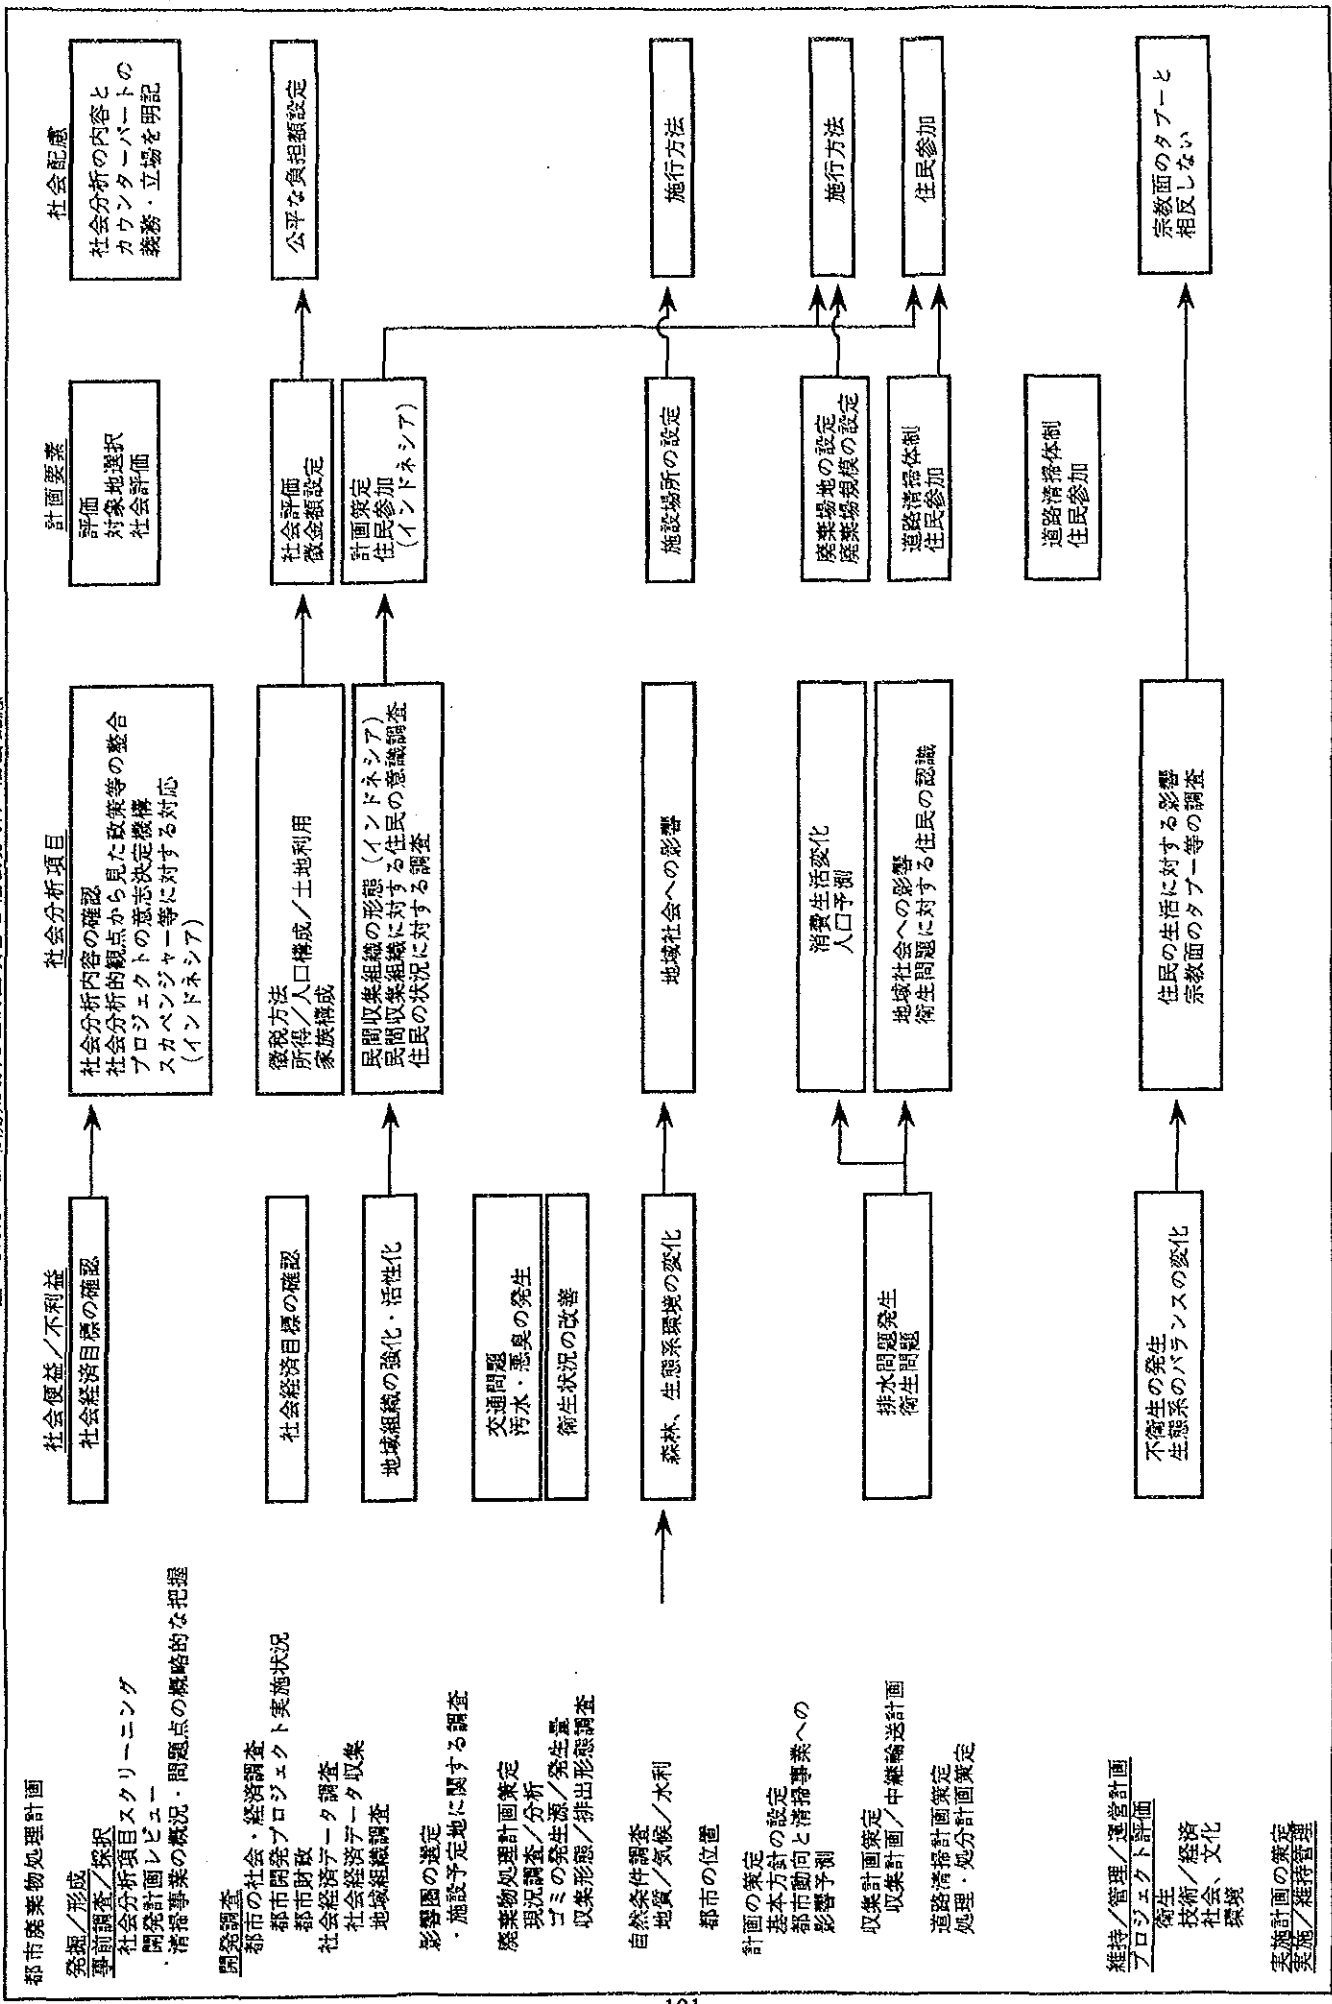 都市廃棄物処理計画
発掘／形成
事前調査／採択
社会分析項目スクリーニング
開発計画レビュー
・清掃事業の概況・問題点の概略的な把握
開発調査
都市の社会・経済調査
都市開発プロジェクト実施状況
都市財政
社会経済データ調査
社会経済データ収集
地域組織調査
影響圏の選定
・施設予定地に関する調査
廃棄物処理計画策定
現況調査／分析
ゴミの発生源／発生量
収集形態／排出形態調査
自然条件調査
地質／気候／水利
都市の位置
計画の策定
基本方針の設定
都市動向と清掃事業への
影響予測
収集計画策定
収集計画／中継輸送計画
道路清掃計画策定
処理・処分計画策定
維持／管理／運営計画
プロジェクト評価
衛生
技術／経済
社会、文化
環境
実施計画の策定
実施／維持管理
社会便益／不利益
社会経済目標の確認
社会経済目標の確認
地域組織の強化・活性化
交通問題
汚水・悪臭の発生
衛生状況の改善
森林、生態系環境の変化
排水問題発生
衛生問題
不衛生の発生
生態系のバランスの変化
社会分析項目
社会分析内容の確認
社会分析的観点から見た政策等の整合
プロジェクトの意志決定機構
スカベンジャー等に対する対応
（インドネシア）
徴税方法
所得／人口構成／土地利用
家族構成
民間収集組織の形態（インドネシア）
民間収集組織に対する住民の意識調査
住民の状況に対する調査
地域社会への影響
消費生活変化
人口予測
地域社会への影響
衛生問題に対する住民の認識
住民の生活に対する影響
宗教面のタブー等の調査
計画要素
評価
対象地選択
社会評価
社会評価
徴金額設定
計画策定
住民参加
（インドネシア）
施設場所の設定
廃棄場地の設定
廃棄場規模の設定
道路清掃体制
住民参加
道路清掃体制
住民参加
社会配慮
社会分析の内容と
カウンターパートの
義務・立場を明記
公平な負担額設定
施行方法
施行方法
住民参加
宗教面のタブーと
相反しない